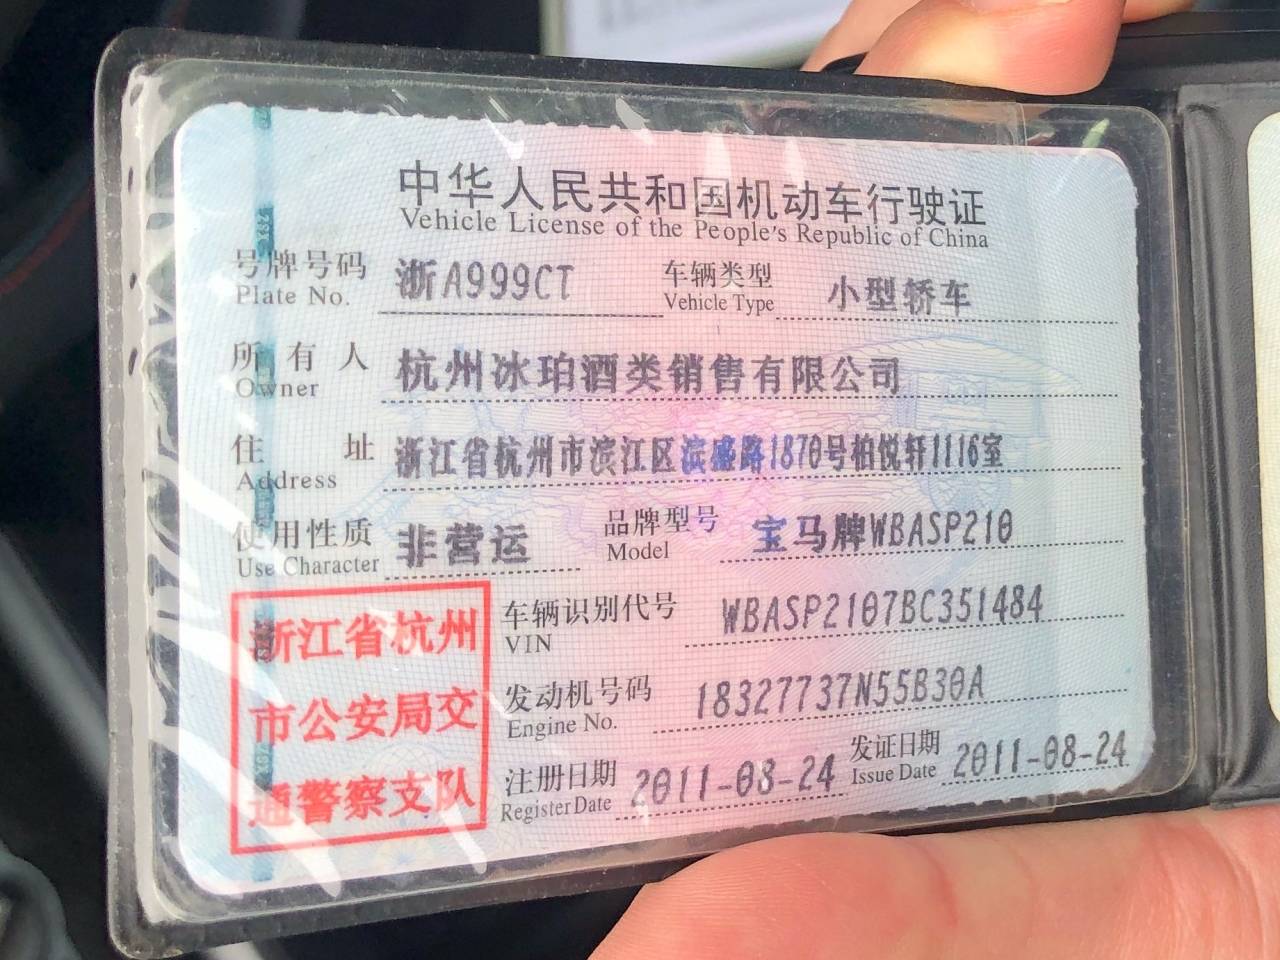 中华人民共和国机动车行驶证
Vehicle License of the People's Republic of China
号牌号码 浙A999CT 车辆类型 小型轿车
Plate No. Vehicle Type
所有人 杭州冰珀酒类销售有限公司
Owner
住址 浙江省杭州市滨江区滨盛路1870号柏悦轩1116室
Address
使用性质 非营运 品牌型号 宝马牌WBASP210
Use Character Model
浙江省杭州
市公安局交
通警察支队
车辆识别代号 WBASP2107BC351484
VIN
发动机号码 18327737N55B30A
Engine No.
注册日期 2011-08-24 发证日期 2011-08-24
Register Date Issue Date